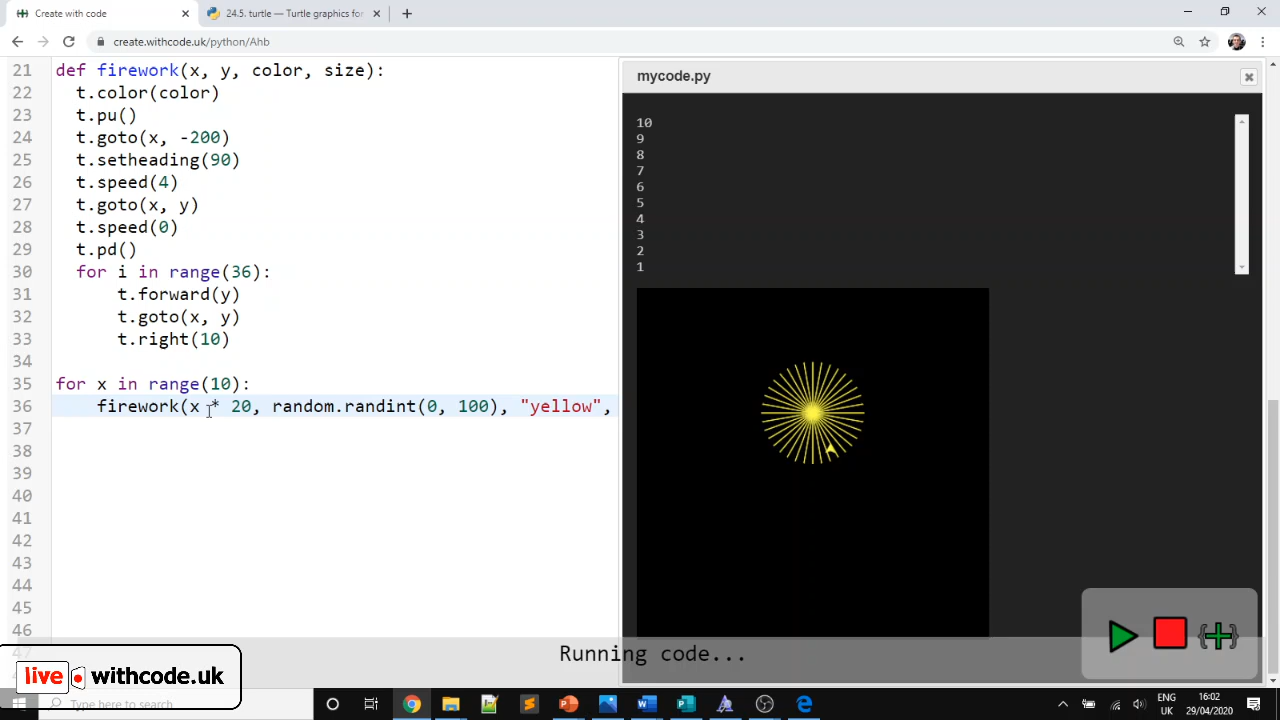 Create with code
24.5. turtle — Turtle graphics for
create.withcode.uk/python/Ahb
21 def firework(x, y, color, size):
22 t.color(color)
23 t.pu()
24 t.goto(x, -200)
25 t.setheading(90)
26 t.speed(4)
27 t.goto(x, y)
28 t.speed(0)
29 t.pd()
30 for i in range(36):
31 t.forward(y)
32 t.goto(x, y)
33 t.right(10)
34
35 for x in range(10):
36 firework(x * 20, random.randint(0, 100), "yellow",
37
38
39
40
41
42
43
44
45
46
mycode.py
10
9
8
7
6
5
4
3
2
1
Running code...
live withcode.uk
Type here to search
ENG
UK
16:02
29/04/2020